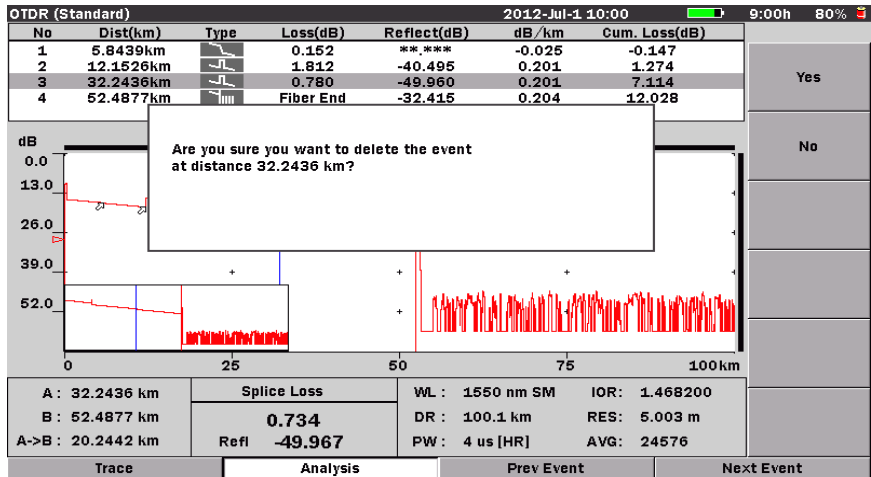 OTDR (Standard) 2012-Jul-1 10:00 9:00h 80%
No Dist(km) Type Loss(dB) Reflect(dB) dB/km Cum. Loss(dB)
1 5.8439km 0.152 **.*** -0.025 -0.147
2 12.1526km 1.812 -40.495 0.201 1.274
3 32.2436km 0.780 -49.960 0.201 7.114
4 52.4877km Fiber End -32.415 0.204 12.028
Yes
No
Are you sure you want to delete the event
at distance 32.2436 km?
dB
0.0
13.0
26.0
39.0
52.0
0 25 50 75 100km
A: 32.2436 km Splice Loss WL: 1550 nm SM IOR: 1.468200
B: 52.4877 km 0.734 DR: 100.1 km RES: 5.003 m
A->B: 20.2442 km Refl -49.967 PW: 4 us [HR] AVG: 24576
Trace Analysis Prev Event Next Event